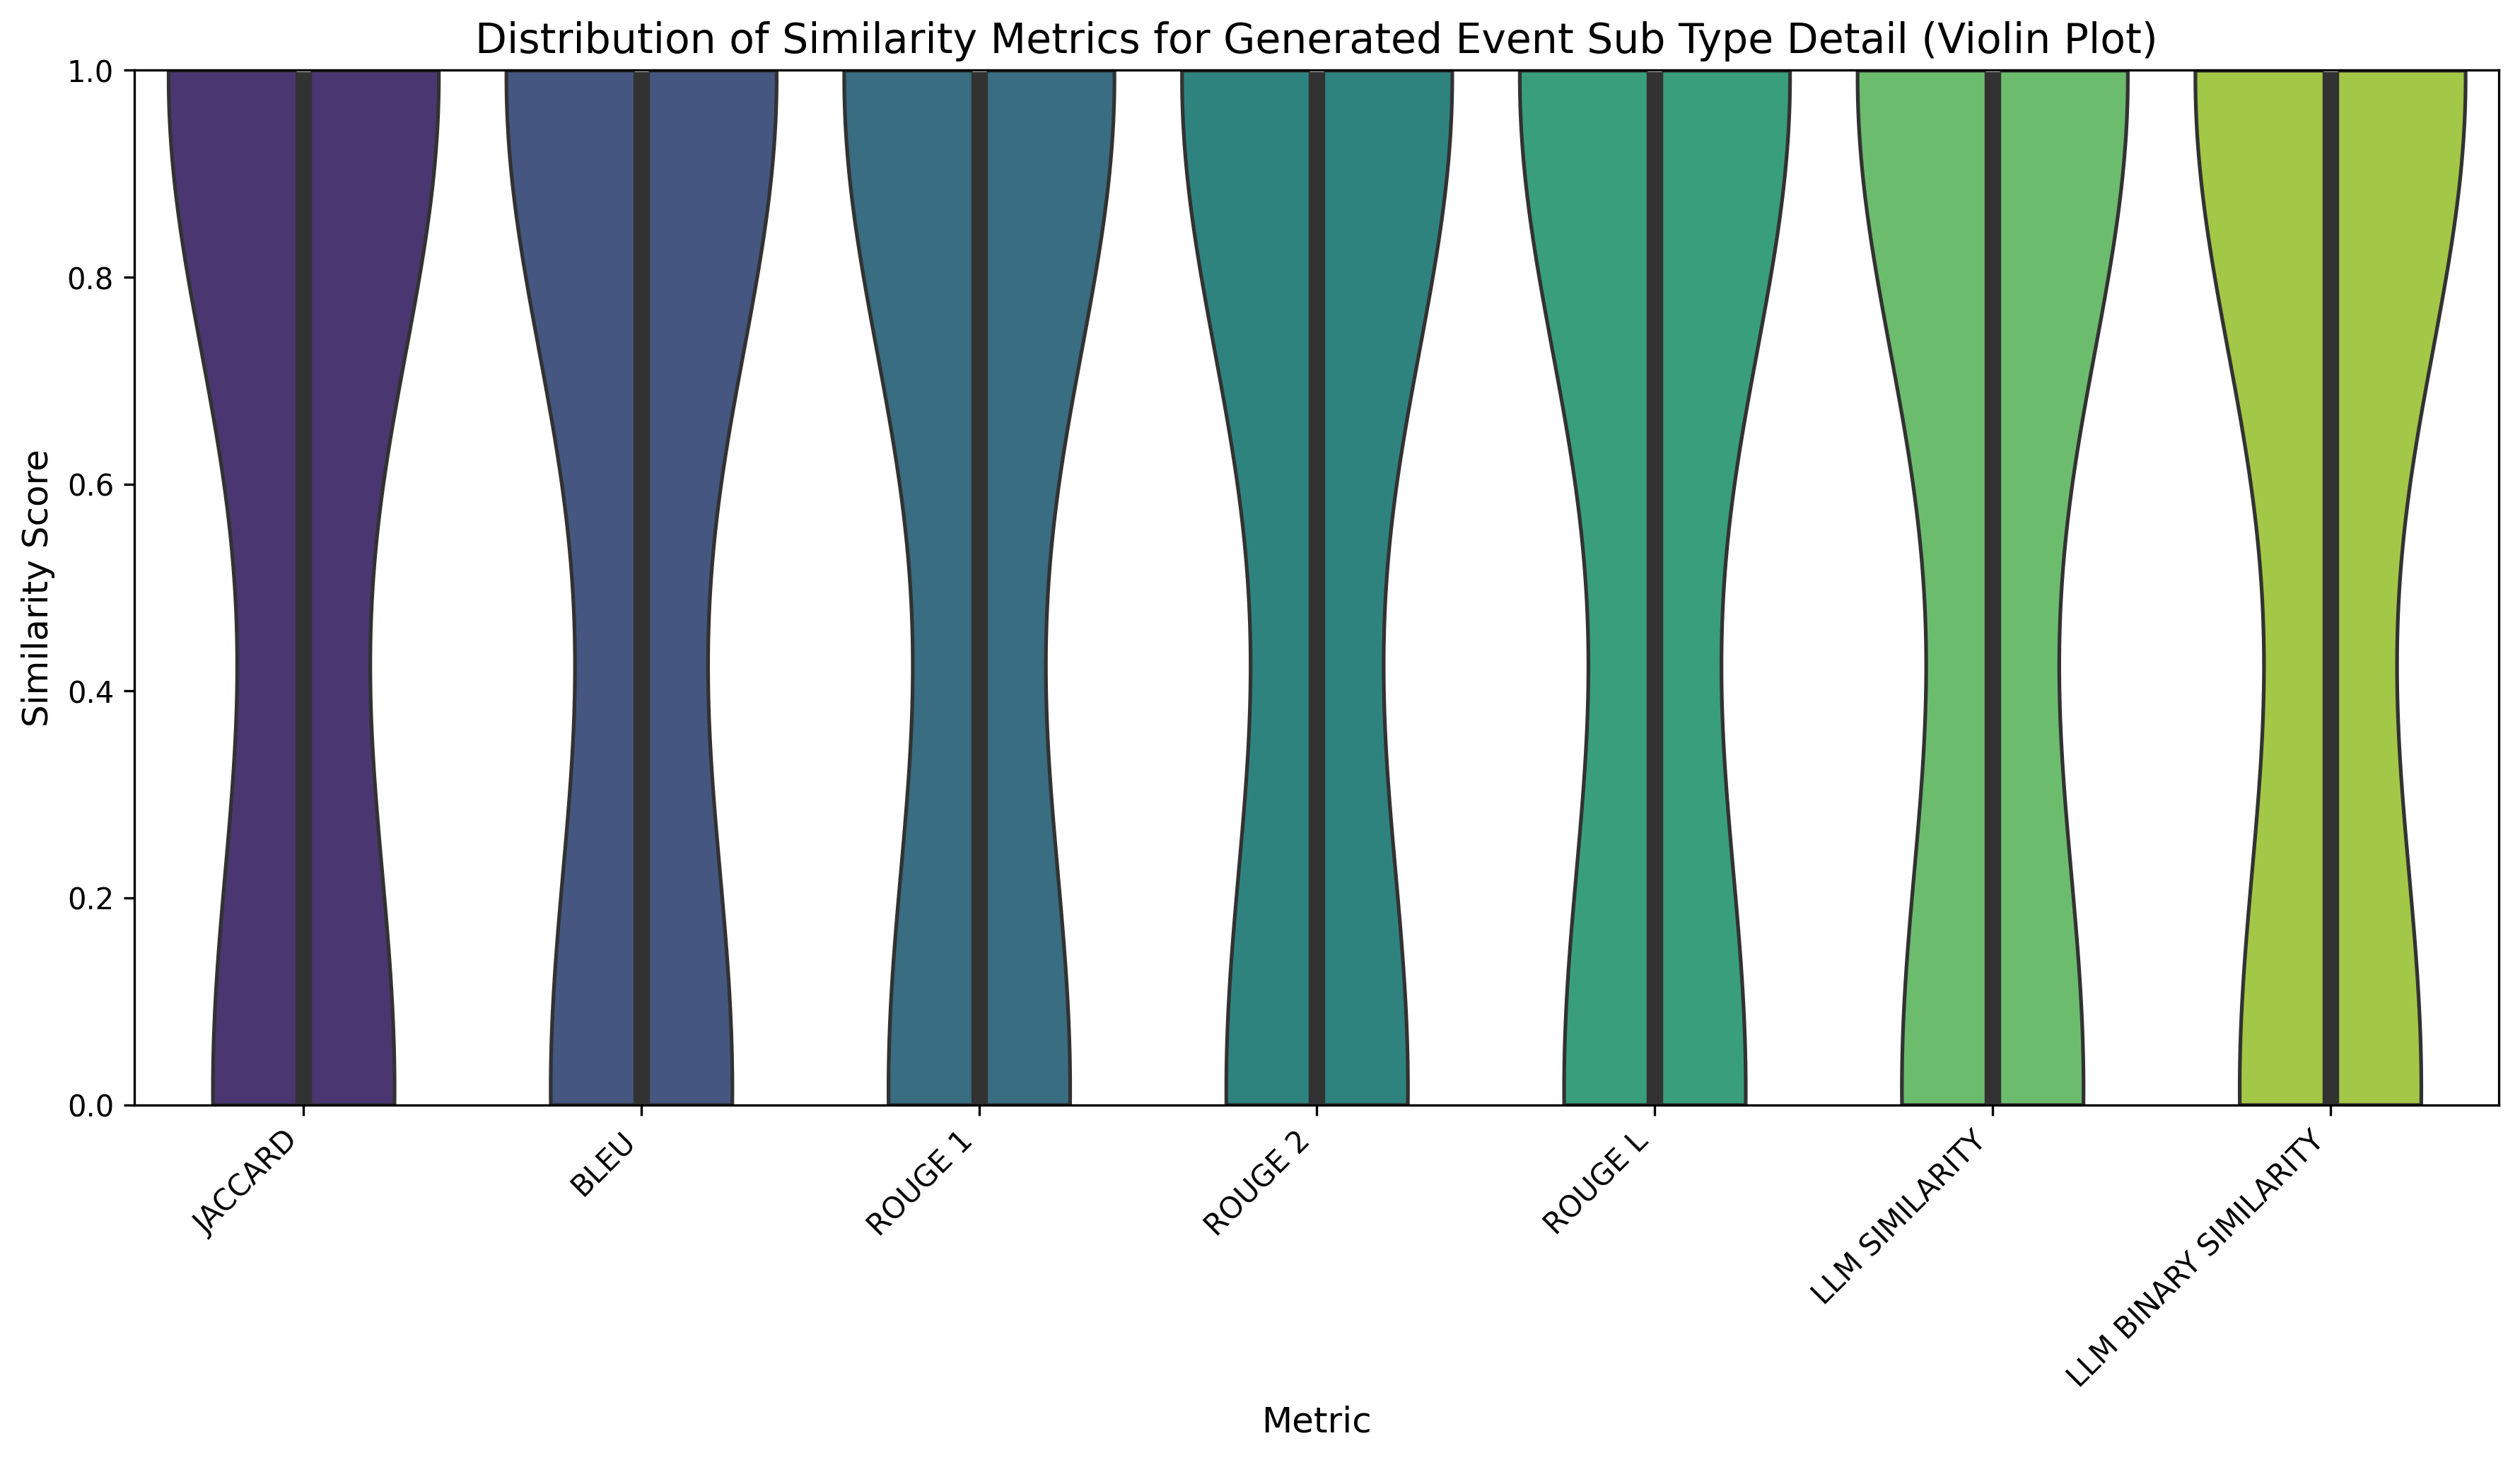 Distribution of Similarity Metrics for Generated Event Sub Type Detail (Violin Plot)
Similarity Score
1.0
0.8
0.6
0.4
0.2
0.0
JACCARD
BLEU
ROUGE 1
ROUGE 2
ROUGE L
LLM SIMILARITY
LLM BINARY SIMILARITY
Metric